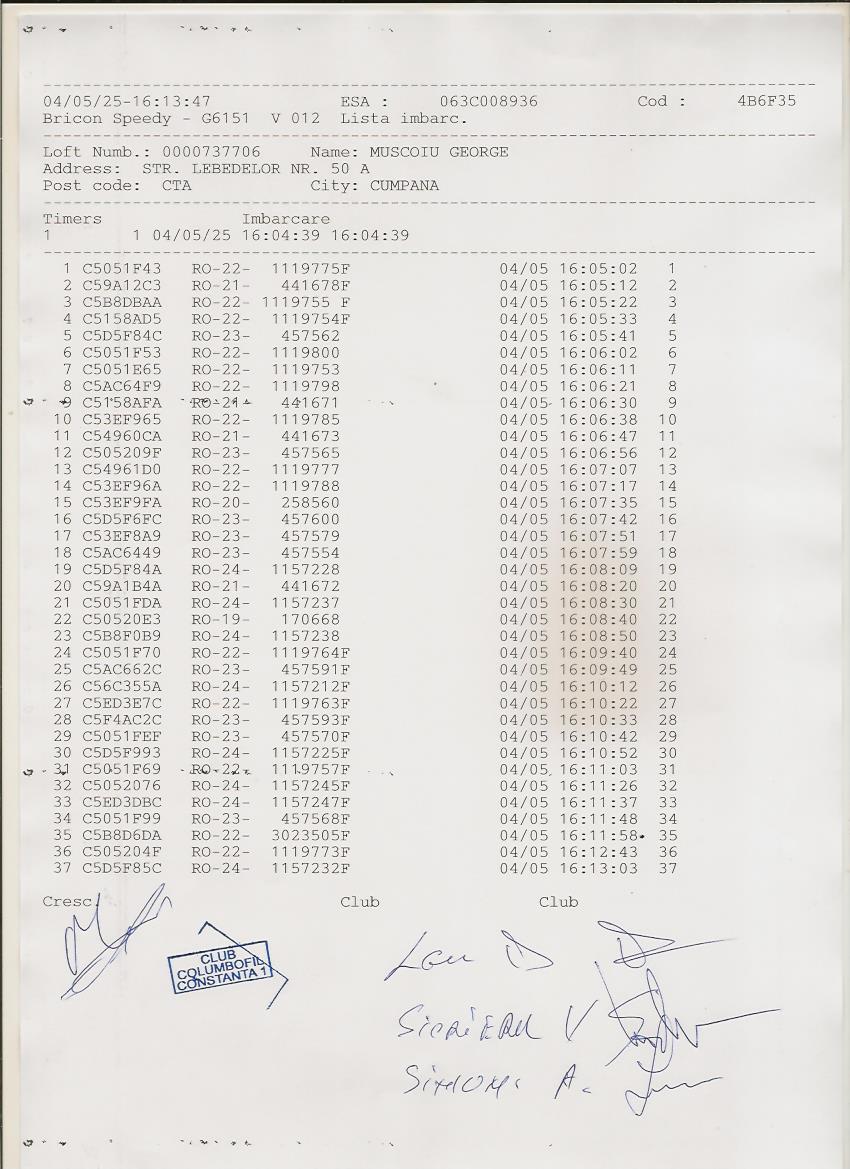 04/05/25-16:13:47 ESA : 063C008936 Cod : 4B6F35
Bricon Speedy - G6151 V 012 Lista imbarc.
Loft Numb.: 0000737706 Name: MUSCOIU GEORGE
Address: STR. LEBEDELOR NR. 50 A
Post code: CTA City: CUMPANA
Timers Imbarcare
1 1 04/05/25 16:04:39 16:04:39
1 C5051F43 RO-22- 1119775F 04/05 16:05:02 1
2 C59A12C3 RO-21- 441678F 04/05 16:05:12 2
3 C5B8DBAA RO-22- 1119755 F 04/05 16:05:22 3
4 C5158AD5 RO-22- 1119754F 04/05 16:05:33 4
5 C5D5F84C RO-23- 457562 04/05 16:05:41 5
6 C5051F53 RO-22- 1119800 04/05 16:06:02 6
7 C5051E65 RO-22- 1119753 04/05 16:06:11 7
8 C5AC64F9 RO-22- 1119798 04/05 16:06:21 8
9 C5158AFA RO-21- 441671 04/05 16:06:30 9
10 C53EF965 RO-22- 1119785 04/05 16:06:38 10
11 C54960CA RO-21- 441673 04/05 16:06:47 11
12 C505209F RO-23- 457565 04/05 16:06:56 12
13 C54961D0 RO-22- 1119777 04/05 16:07:07 13
14 C53EF96A RO-22- 1119788 04/05 16:07:17 14
15 C53EF9FA RO-20- 258560 04/05 16:07:35 15
16 C5D5F6FC RO-23- 457600 04/05 16:07:42 16
17 C53EF8A9 RO-23- 457579 04/05 16:07:51 17
18 C5AC6449 RO-23- 457554 04/05 16:07:59 18
19 C5D5F84A RO-24- 1157228 04/05 16:08:09 19
20 C59A1B4A RO-21- 441672 04/05 16:08:20 20
21 C5051FDA RO-24- 1157237 04/05 16:08:30 21
22 C50520E3 RO-19- 170668 04/05 16:08:40 22
23 C5B8F0B9 RO-24- 1157238 04/05 16:08:50 23
24 C5051F70 RO-22- 1119764F 04/05 16:09:40 24
25 C5AC662C RO-23- 457591F 04/05 16:09:49 25
26 C56C355A RO-24- 1157212F 04/05 16:10:12 26
27 C5ED3E7C RO-22- 1119763F 04/05 16:10:22 27
28 C5F4AC2C RO-23- 457593F 04/05 16:10:33 28
29 C5051FEF RO-23- 457570F 04/05 16:10:42 29
30 C5D5F993 RO-24- 1157225F 04/05 16:10:52 30
31 C5051F69 RO-22- 1119757F 04/05 16:11:03 31
32 C5052076 RO-24- 1157245F 04/05 16:11:26 32
33 C5ED3DBC RO-24- 1157247F 04/05 16:11:37 33
34 C5051F99 RO-23- 457568F 04/05 16:11:48 34
35 C5B8D6DA RO-22- 3023505F 04/05 16:11:58 35
36 C505204F RO-22- 1119773F 04/05 16:12:43 36
37 C5D5F85C RO-24- 1157232F 04/05 16:13:03 37
Cresc. Club Club
CLUB
COLUMBOFIL
CONSTANTA 1
V
A.